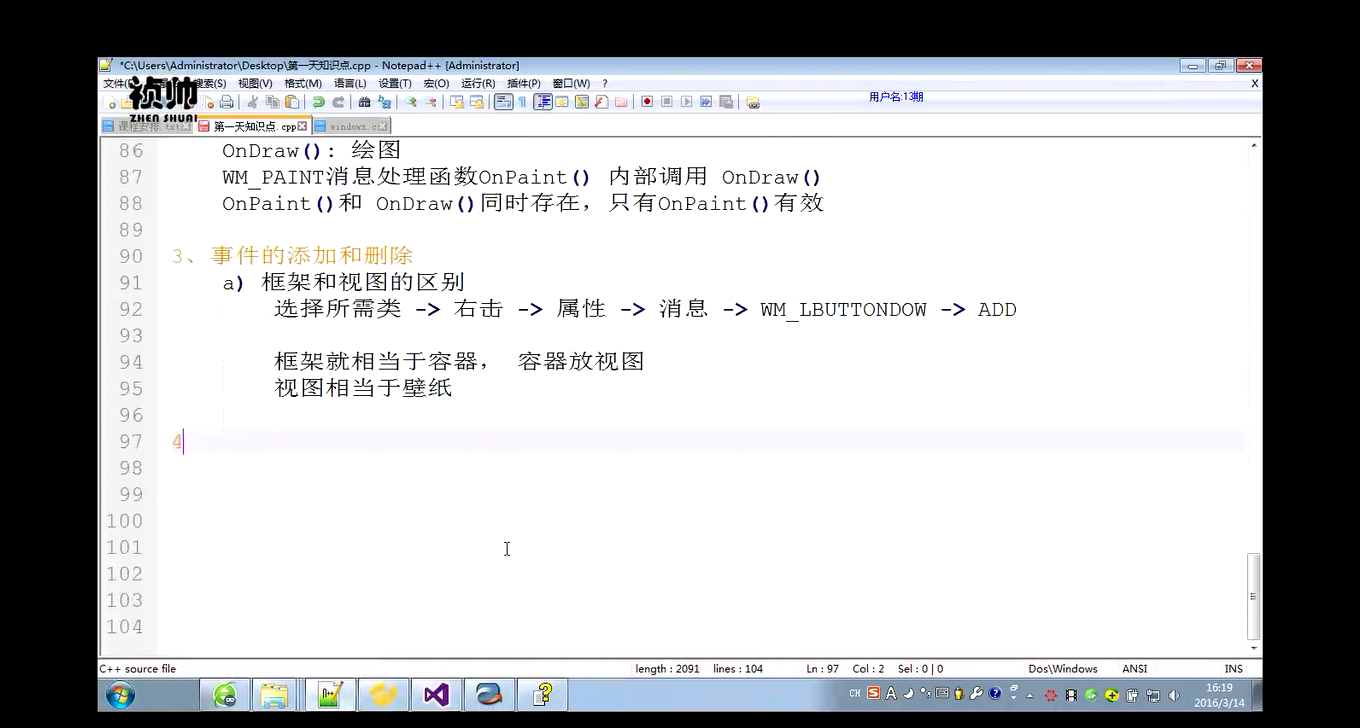 *C:\Users\Administrator\Desktop\第一天知识点.cpp - Notepad++ [Administrator]
搜索(S) 视图(V) 格式(M) 语言(L) 设置(T) 宏(O) 运行(R) 插件(P) 窗口(W) ? X
祯帅
ZHEN SHUAI
用户名:13期
课程安排.txt 第一天知识点.cpp windows.c
86 OnDraw(): 绘图
87 WM_PAINT消息处理函数OnPaint() 内部调用 OnDraw()
88 OnPaint()和 OnDraw()同时存在，只有OnPaint()有效
89
90 3、事件的添加和删除
91 a) 框架和视图的区别
92 选择所需类 -> 右击 -> 属性 -> 消息 -> WM_LBUTTONDOW -> ADD
93
94 框架就相当于容器， 容器放视图
95 视图相当于壁纸
96
97 4
98
99
100
101
102
103
104
C++ source file length : 2091 lines : 104 Ln : 97 Col : 2 Sel : 0 | 0 Dos\Windows ANSI INS
CH 16:19
2016/3/14